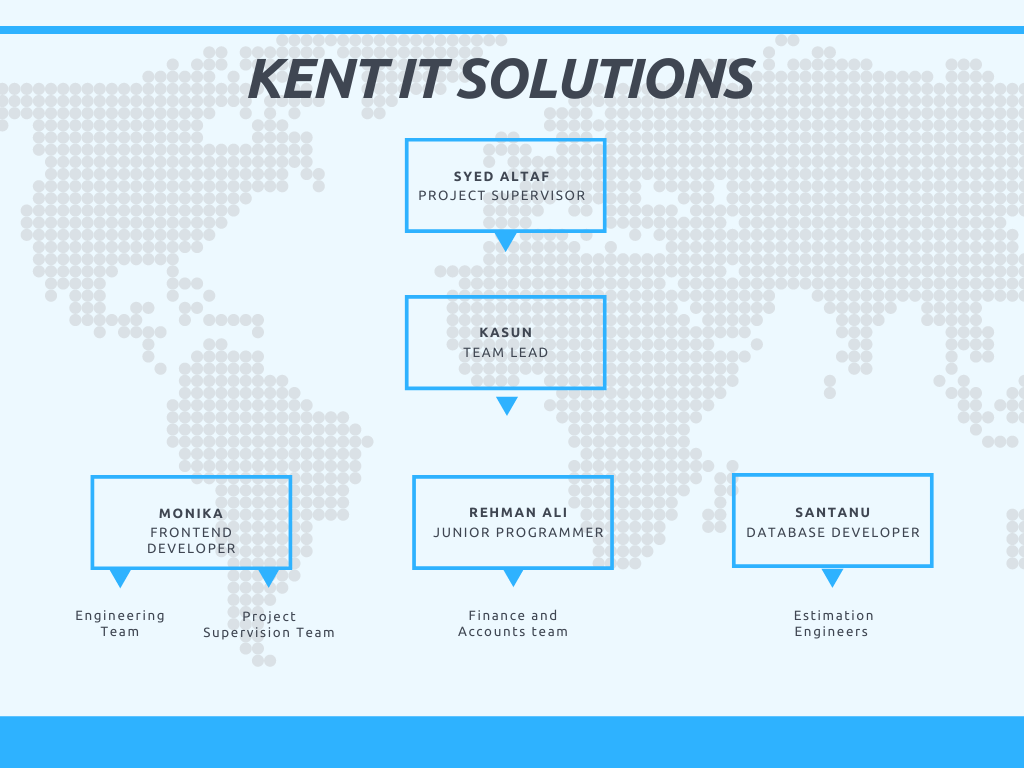 KENT IT SOLUTIONS
SYED ALTAF
PROJECT SUPERVISOR
KASUN
TEAM LEAD
MONIKA
FRONTEND
DEVELOPER
REHMAN ALI
JUNIOR PROGRAMMER
SANTANU
DATABASE DEVELOPER
Engineering
Team
Project
Supervision Team
Finance and
Accounts team
Estimation
Engineers